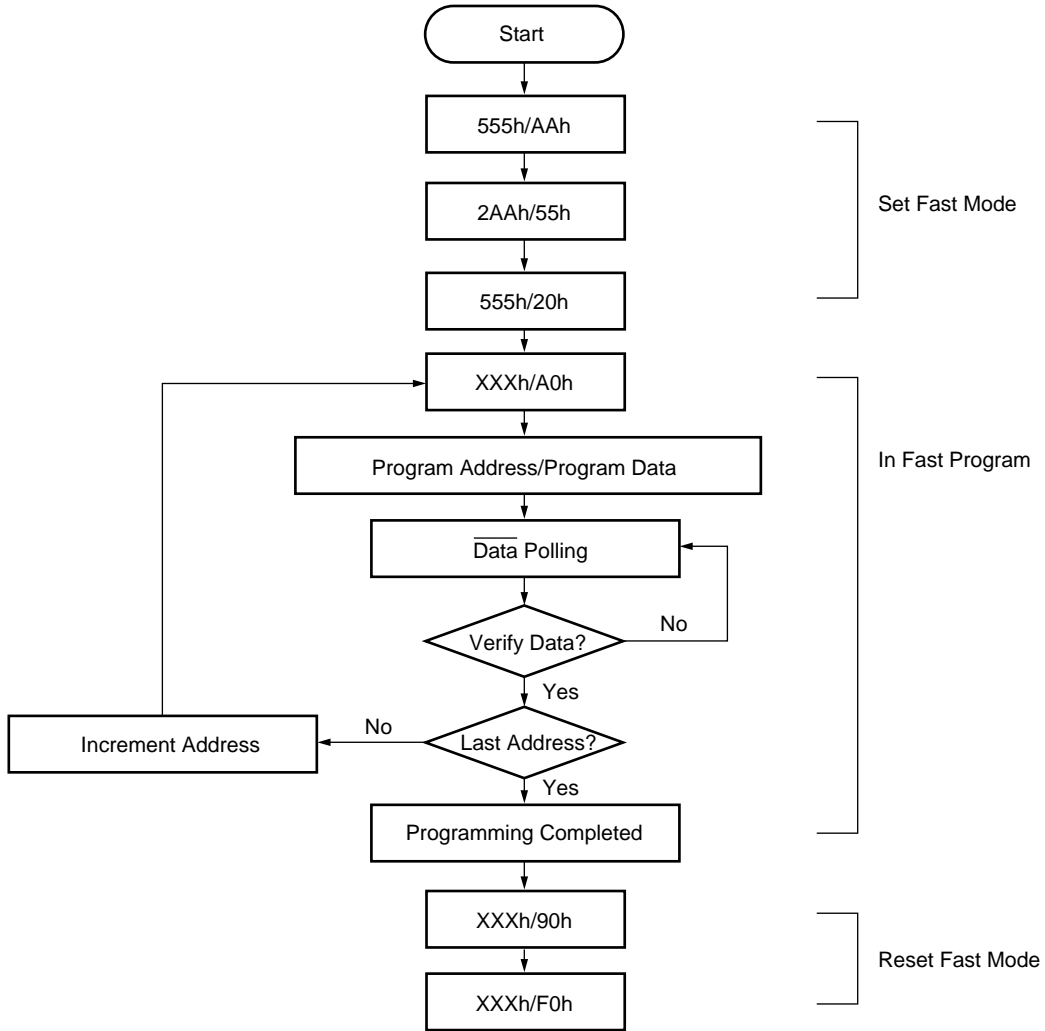 Start
555h/AAh
2AAh/55h
Set Fast Mode
555h/20h
XXXh/A0h
Program Address/Program Data
In Fast Program
Data Polling
Verify Data?
No
Yes
Increment Address
No
Last Address?
Yes
Programming Completed
XXXh/90h
Reset Fast Mode
XXXh/F0h